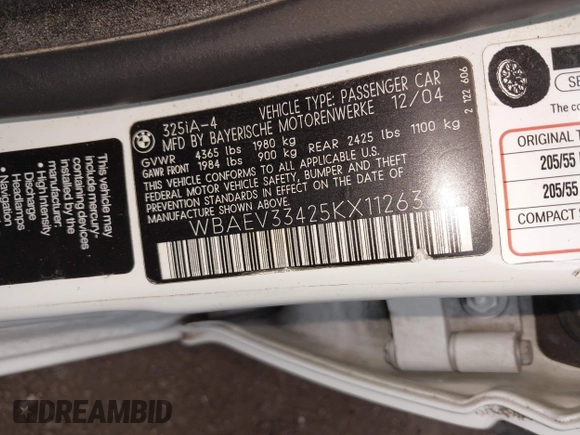 This vehicle may
include mercury-
containing devices
installed by the
manufacturer:
• High Intensity
Discharge
Headlamps
• Navigation
BMW
325iA-4 VEHICLE TYPE: PASSENGER CAR
MFD BY BAYERISCHE MOTORENWERKE 12/04
GVWR 4365 lbs 1980 kg
GAWR FRONT 1984 lbs 900 kg REAR 2425 lbs 1100 kg
THIS VEHICLE CONFORMS TO ALL APPLICABLE
FEDERAL MOTOR VEHICLE SAFETY, BUMPER, AND THEFT
PREVENTION STANDARDS IN EFFECT ON THE DATE OF
MANUFACTURE SHOWN ABOVE.
WBAEV33425KX11263
2 122 606
SE
ORIGINAL T
205/55
205/55
COMPACT
DREAMBID